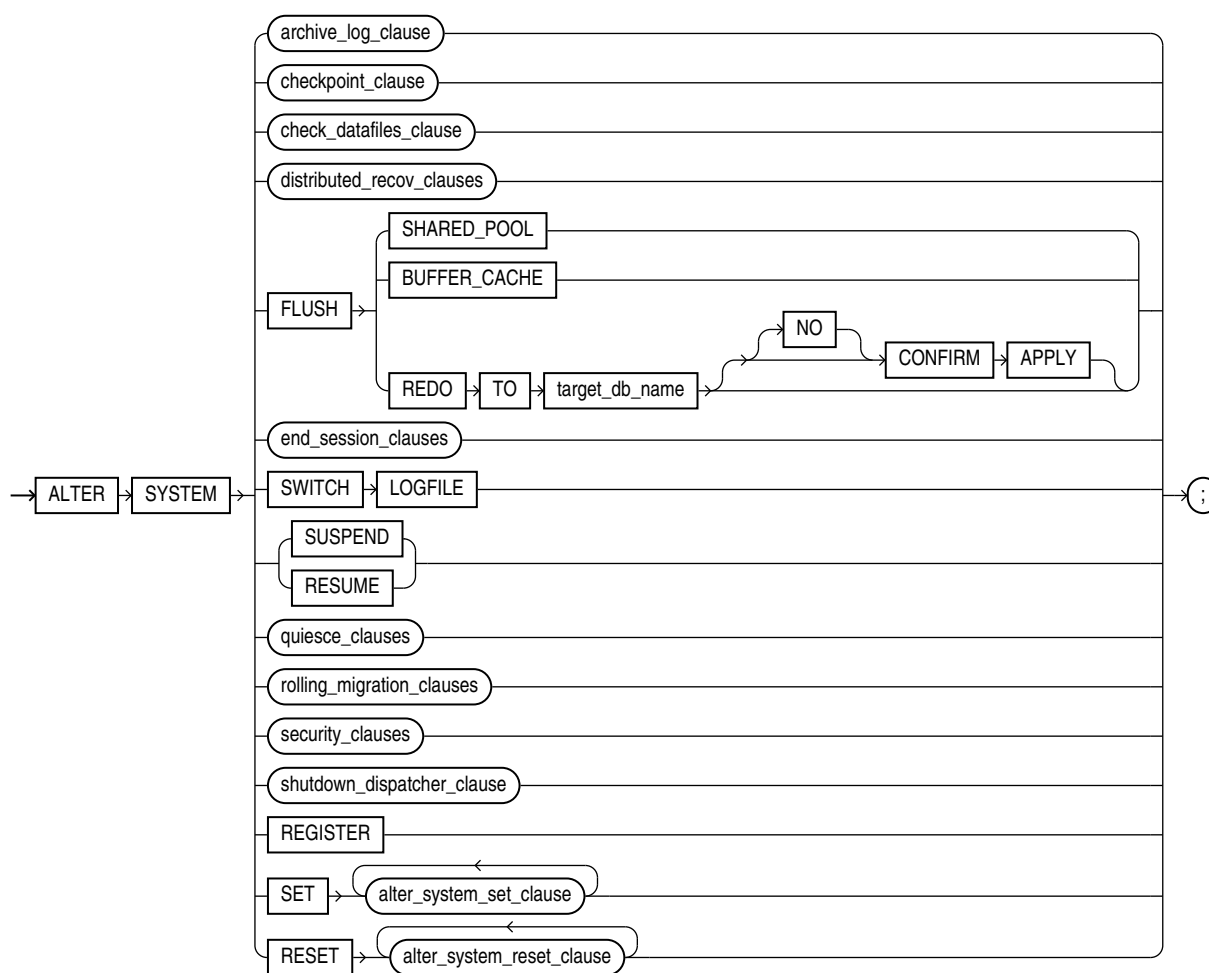 archive_log_clause
checkpoint_clause
check_datafiles_clause
distributed_recov_clauses
SHARED_POOL
BUFFER_CACHE
FLUSH
NO
CONFIRM APPLY
REDO TO target_db_name
end_session_clauses
ALTER SYSTEM
SWITCH LOGFILE
;
SUSPEND
RESUME
quiesce_clauses
rolling_migration_clauses
security_clauses
shutdown_dispatcher_clause
REGISTER
SET alter_system_set_clause
RESET alter_system_reset_clause